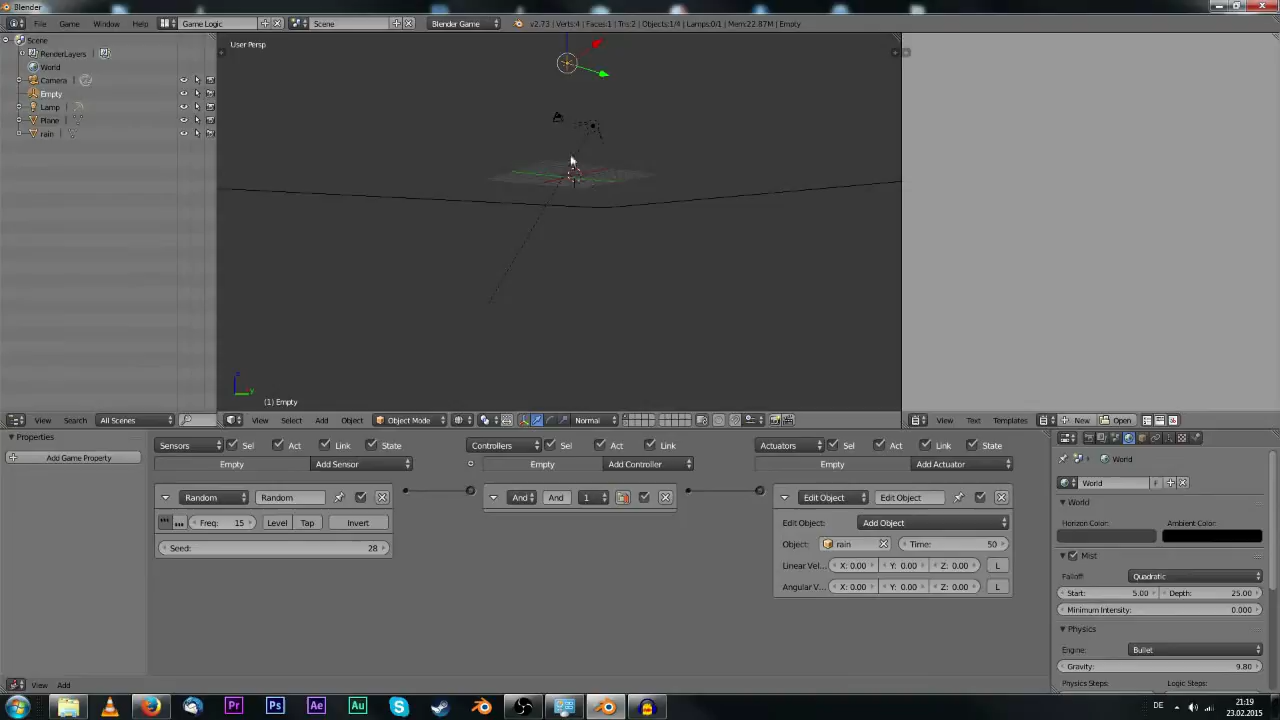 Blender
File
Game
Window
Help
Game Logic
Scene
Blender Game
v2.73 | Verts:4 | Faces:1 | Tris:2 | Objects:1/4 | Lamps:0/1 | Mem:22.87M | Empty
Scene
RenderLayers
World
Camera
Empty
Lamp
Plane
rain
User Persp
(1) Empty
View
Search
All Scenes
View
Select
Add
Object
Object Mode
Normal
View
Text
Templates
New
Open
Properties
Add Game Property
Sensors
Sel
Act
Link
State
Controllers
Sel
Act
Link
Actuators
Sel
Act
Link
State
Empty
Add Sensor
Empty
Add Controller
Empty
Add Actuator
Random
Random
And
And
1
Edit Object
Edit Object
Freq: 15
Level
Tap
Invert
Seed: 28
Edit Object:
Add Object
Object:
rain
Time: 50
Linear Vel...
X: 0.00
Y: 0.00
Z: 0.00
L
Angular V...
X: 0.00
Y: 0.00
Z: 0.00
L
World
World
F
World
Horizon Color:
Ambient Color:
Mist
Falloff:
Quadratic
Start: 5.00
Depth: 25.00
Minimum Intensity: 0.000
Physics
Engine:
Bullet
Gravity: 9.80
Physics Steps:
Logic Steps:
View
Add
Pr
Ps
Ae
Au
DE
21:19
23.02.2015